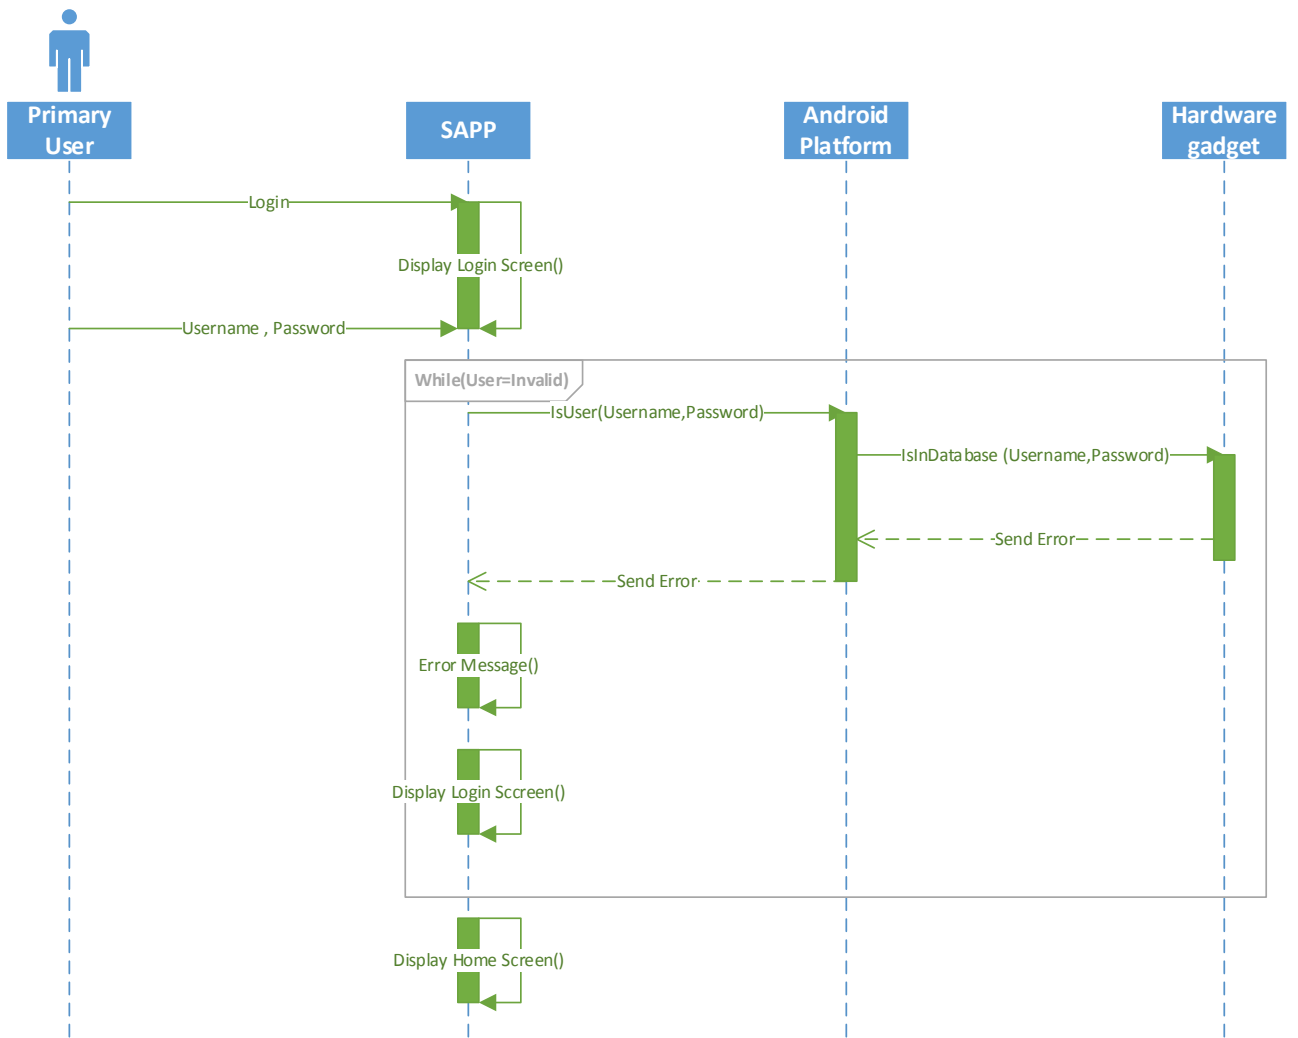 Primary
User
SAPP
Android
Platform
Hardware
gadget
Login
Display Login Screen()
Username , Password
While(User=Invalid)
IsUser(Username,Password)
IsInDatabase (Username,Password)
Send Error
Send Error
Error Message()
Display Login Sccreen()
Display Home Screen()